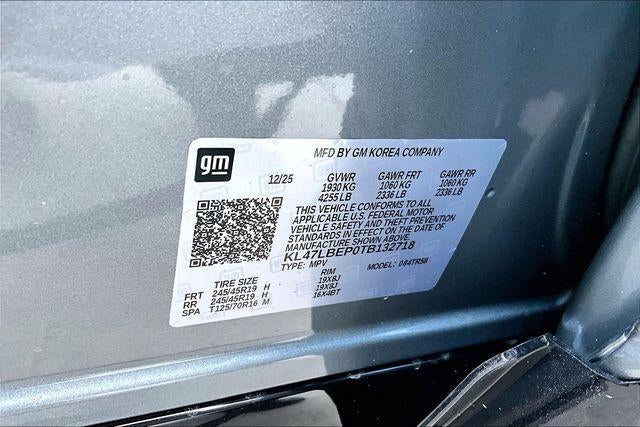 gm
MFD BY GM KOREA COMPANY
12/25 GVWR GAWR FRT GAWR RR
1930 KG 1060 KG 1060 KG
4255 LB 2336 LB 2336 LB
THIS VEHICLE CONFORMS TO ALL
APPLICABLE U.S. FEDERAL MOTOR
VEHICLE SAFETY AND THEFT PREVENTION
STANDARDS IN EFFECT ON THE DATE OF
MANUFACTURE SHOWN ABOVE.
KL47LBEP0TB132718
TYPE: MPV MODEL: 084TR58
TIRE SIZE RIM
FRT 245/45R19 H 19X8J
RR 245/45R19 H 19X8J
SPA T125/70R16 M 16X4BT